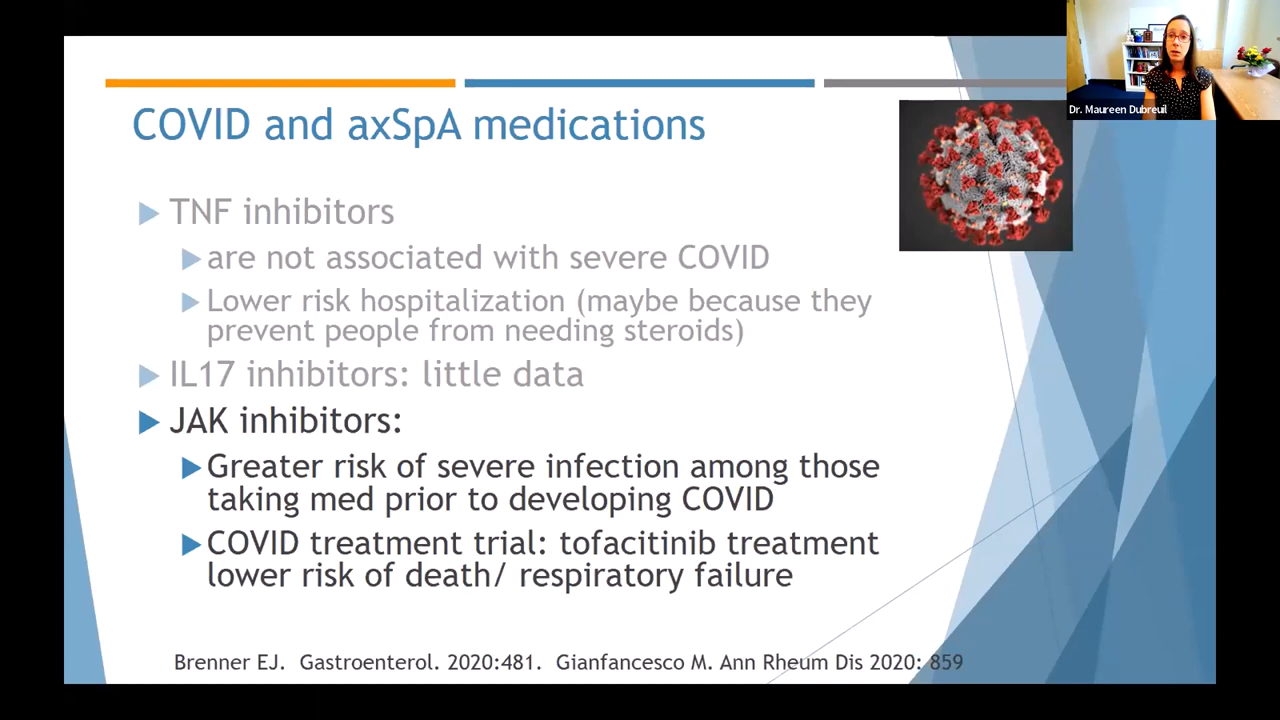 Dr. Maureen Dubreuil
COVID and axSpA medications
TNF inhibitors
are not associated with severe COVID
Lower risk hospitalization (maybe because they
prevent people from needing steroids)
IL17 inhibitors: little data
JAK inhibitors:
Greater risk of severe infection among those
taking med prior to developing COVID
COVID treatment trial: tofacitinib treatment
lower risk of death/ respiratory failure
Brenner EJ. Gastroenterol. 2020:481. Gianfancesco M. Ann Rheum Dis 2020: 859